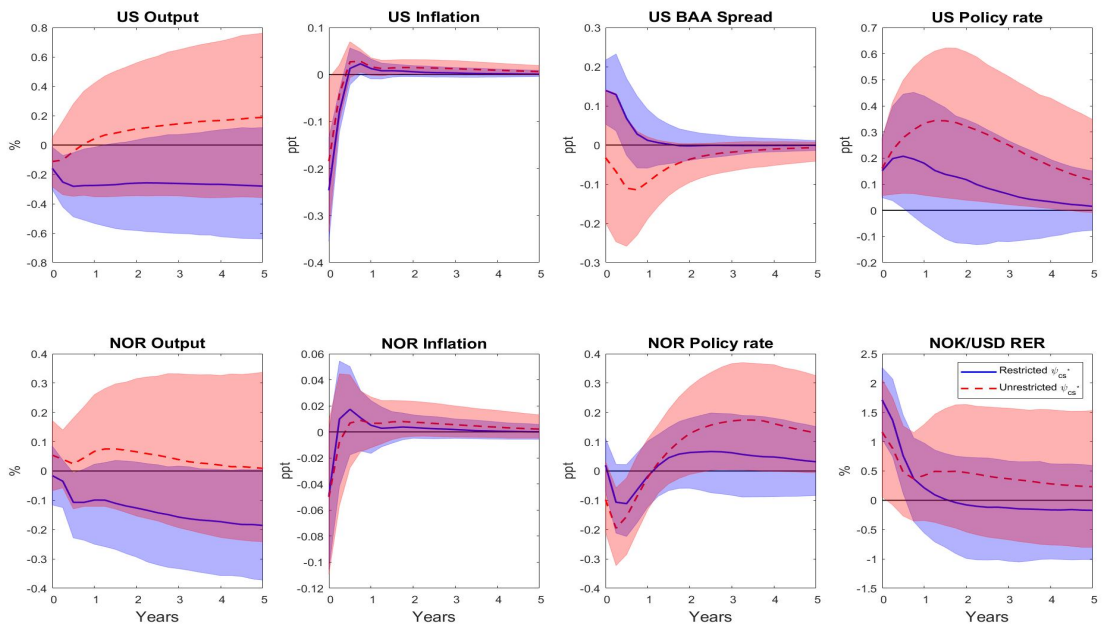 US Output
US Inflation
US BAA Spread
US Policy rate
%
0.8
0.6
0.4
0.2
0
-0.2
-0.4
-0.6
-0.8
0 1 2 3 4 5
ppt
0.1
0
-0.1
-0.2
-0.3
-0.4
0 1 2 3 4 5
ppt
0.3
0.2
0.1
0
-0.1
-0.2
-0.3
0 1 2 3 4 5
ppt
0.7
0.6
0.5
0.4
0.3
0.2
0.1
0
-0.1
-0.2
0 1 2 3 4 5
NOR Output
NOR Inflation
NOR Policy rate
NOK/USD RER
%
0.4
0.3
0.2
0.1
0
-0.1
-0.2
-0.3
-0.4
0 1 2 3 4 5
Years
ppt
0.06
0.04
0.02
0
-0.02
-0.04
-0.06
-0.08
-0.1
-0.12
0 1 2 3 4 5
Years
ppt
0.4
0.3
0.2
0.1
0
-0.1
-0.2
-0.3
-0.4
0 1 2 3 4 5
Years
%
2.5
2
1.5
1
0.5
0
-0.5
-1
-1.5
0 1 2 3 4 5
Years
Restricted ψcs*
Unrestricted ψcs*